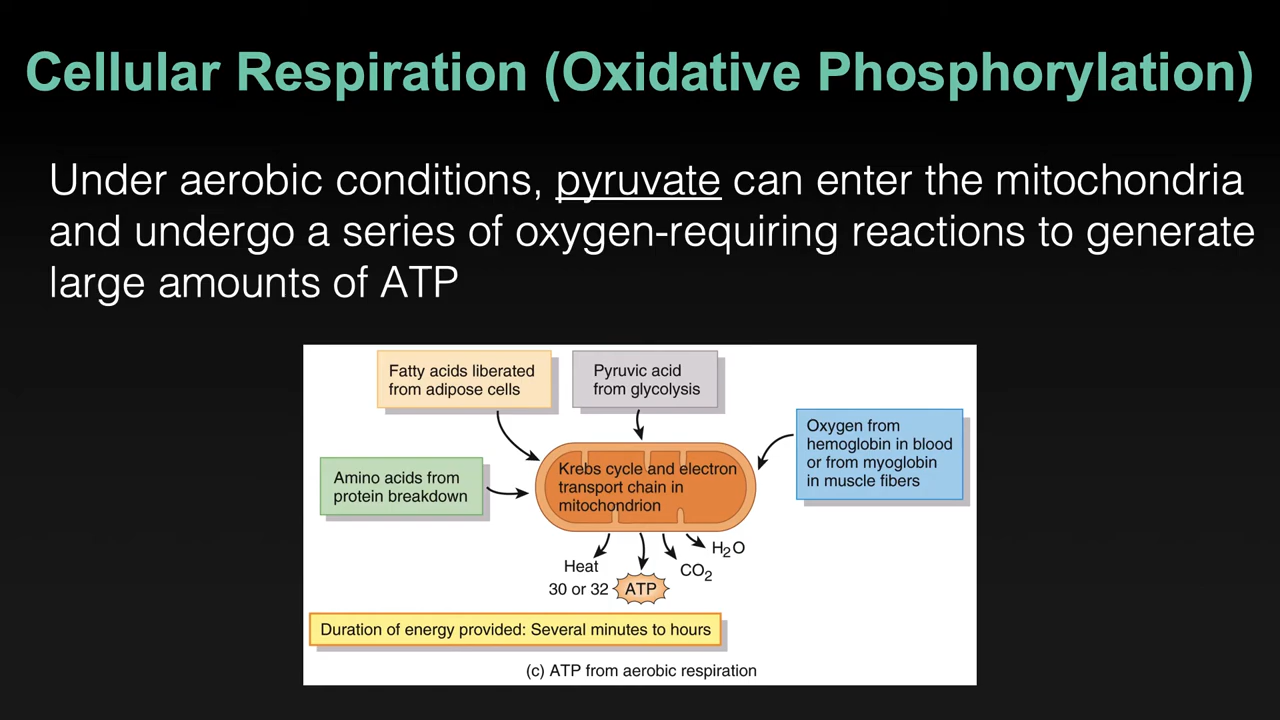 Cellular Respiration (Oxidative Phosphorylation)
Under aerobic conditions, pyruvate can enter the mitochondria
and undergo a series of oxygen-requiring reactions to generate
large amounts of ATP
Fatty acids liberated
from adipose cells
Pyruvic acid
from glycolysis
Oxygen from
hemoglobin in blood
or from myoglobin
in muscle fibers
Amino acids from
protein breakdown
Krebs cycle and electron
transport chain in
mitochondrion
Heat
30 or 32 ATP
CO₂
H₂O
Duration of energy provided: Several minutes to hours
(c) ATP from aerobic respiration